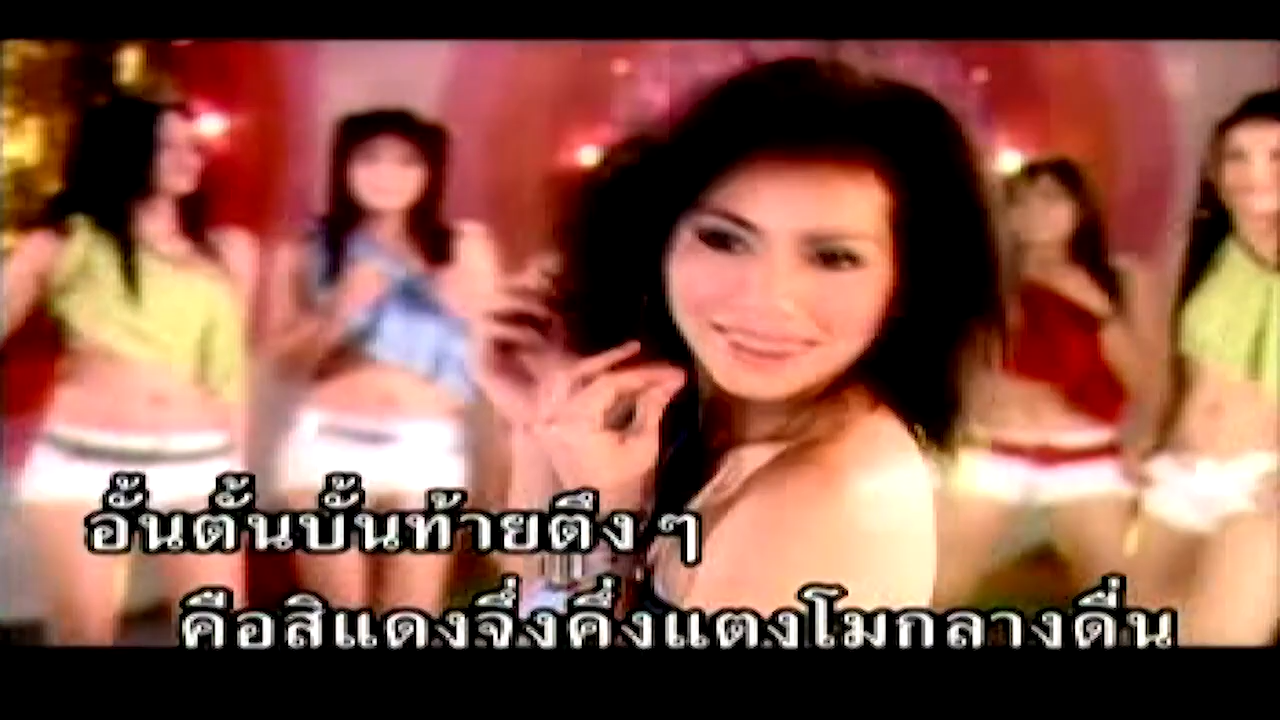 อั้นตั้นบั้นท้ายตึง ๆ
คือสิแดงจึ่งคึ่งแตงโมกลางดื่น